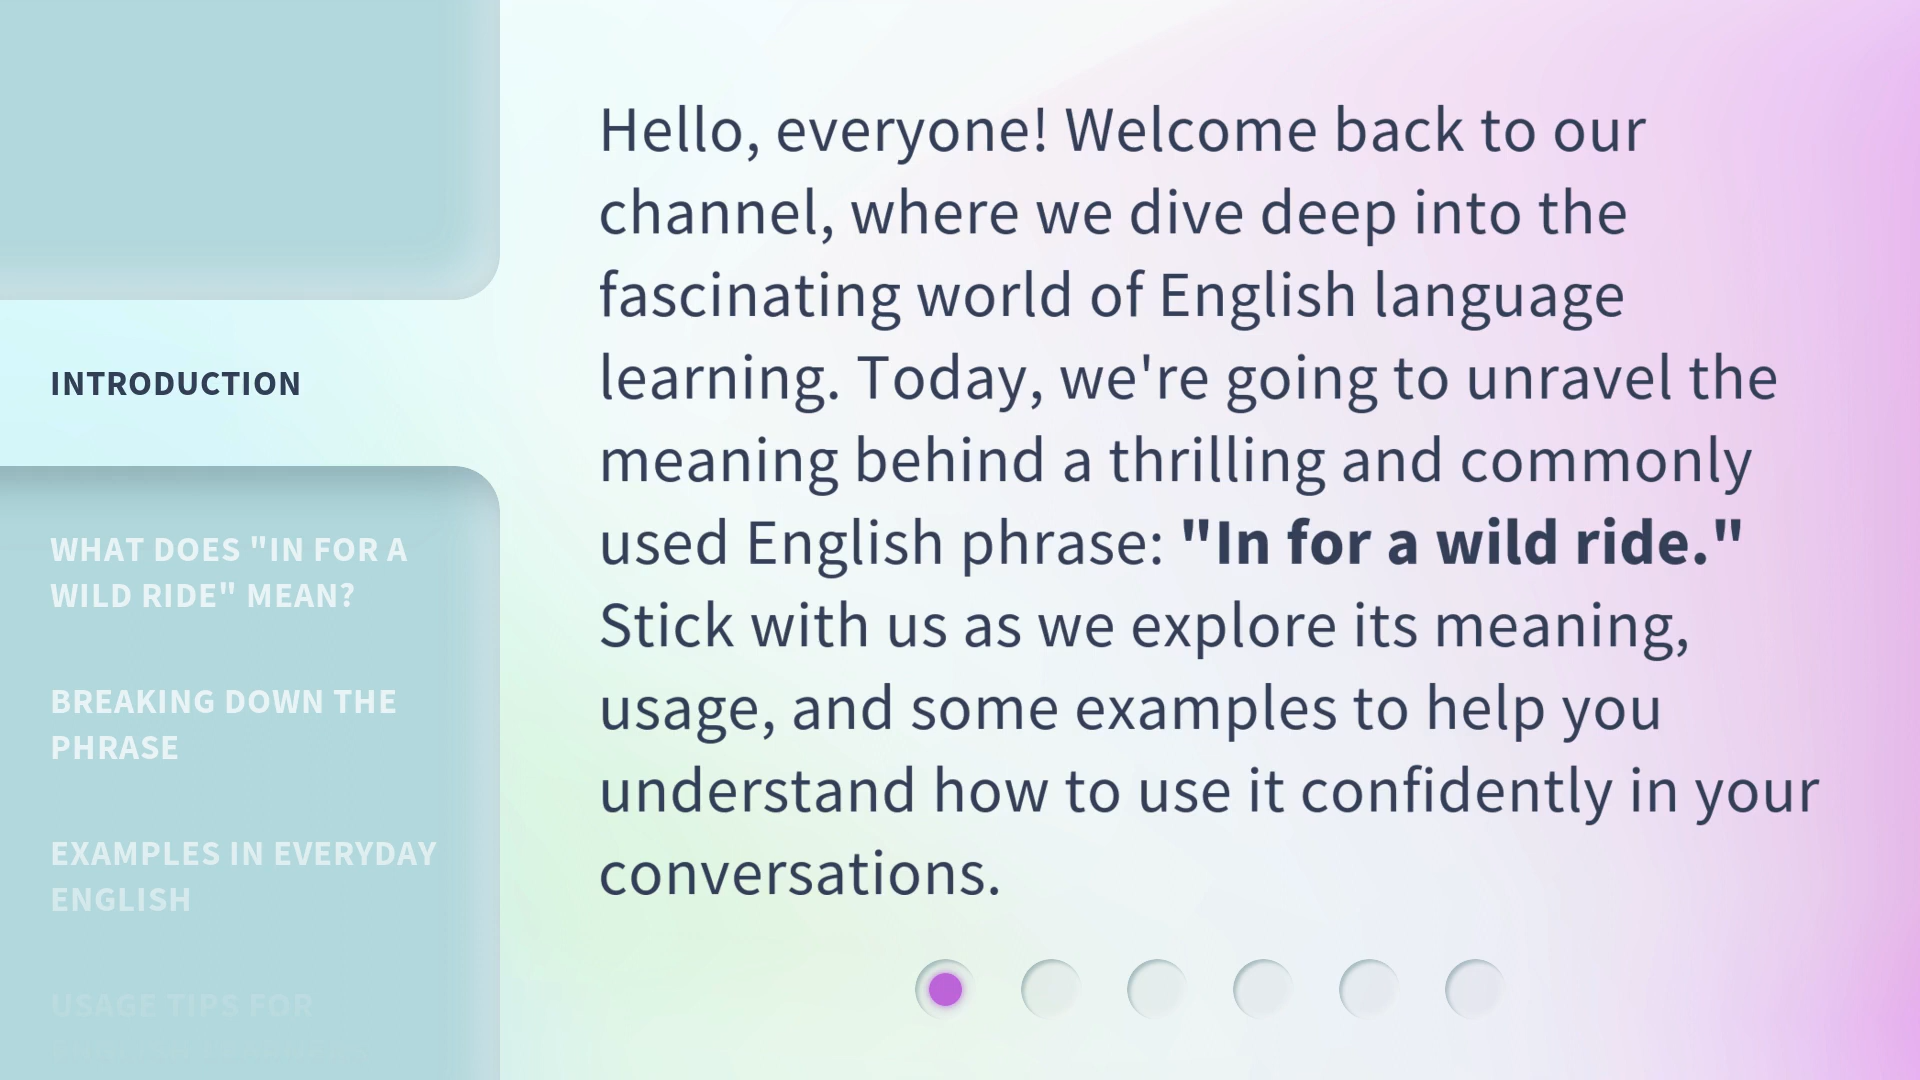 INTRODUCTION
WHAT DOES "IN FOR A
WILD RIDE" MEAN?
BREAKING DOWN THE
PHRASE
EXAMPLES IN EVERYDAY
ENGLISH
USAGE TIPS FOR
Hello, everyone! Welcome back to our
channel, where we dive deep into the
fascinating world of English language
learning. Today, we're going to unravel the
meaning behind a thrilling and commonly
used English phrase: "In for a wild ride."
Stick with us as we explore its meaning,
usage, and some examples to help you
understand how to use it confidently in your
conversations.